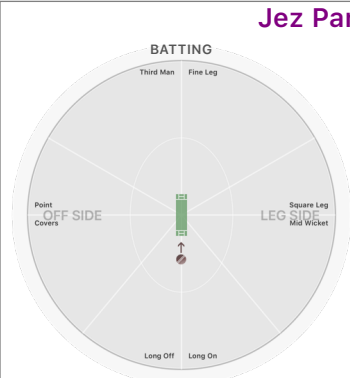 Jez Par
BATTING
Third Man Fine Leg
Point
OFF SIDE
Covers
Square Leg
LEG SIDE
Mid Wicket
Long Off Long On